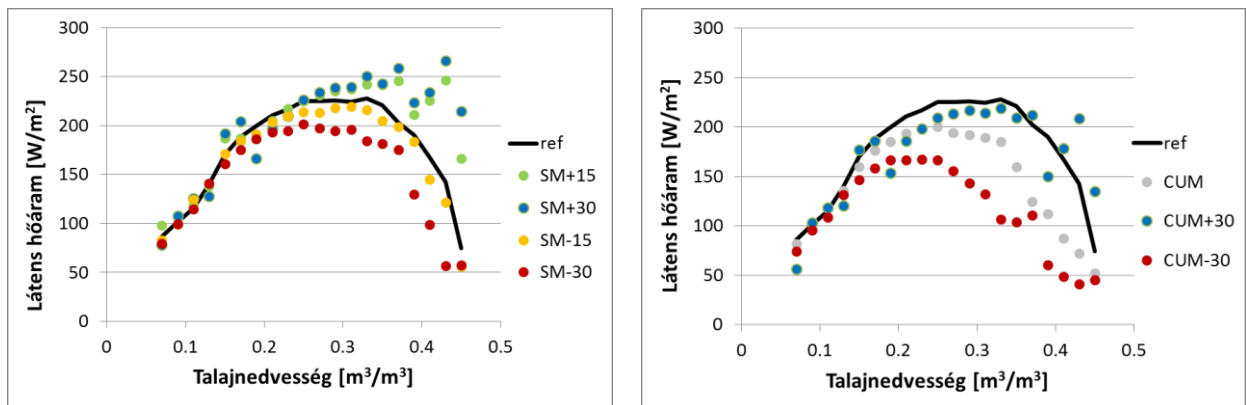 300
250
200
150
100
50
0
Látens hőáram [W/m²]
0
0.1
0.2
0.3
0.4
0.5
Talajnedvesség [m³/m³]
ref
SM+15
SM+30
SM-15
SM-30
300
250
200
150
100
50
0
Látens hőáram [W/m²]
0
0.1
0.2
0.3
0.4
0.5
Talajnedvesség [m³/m³]
ref
CUM
CUM+30
CUM-30